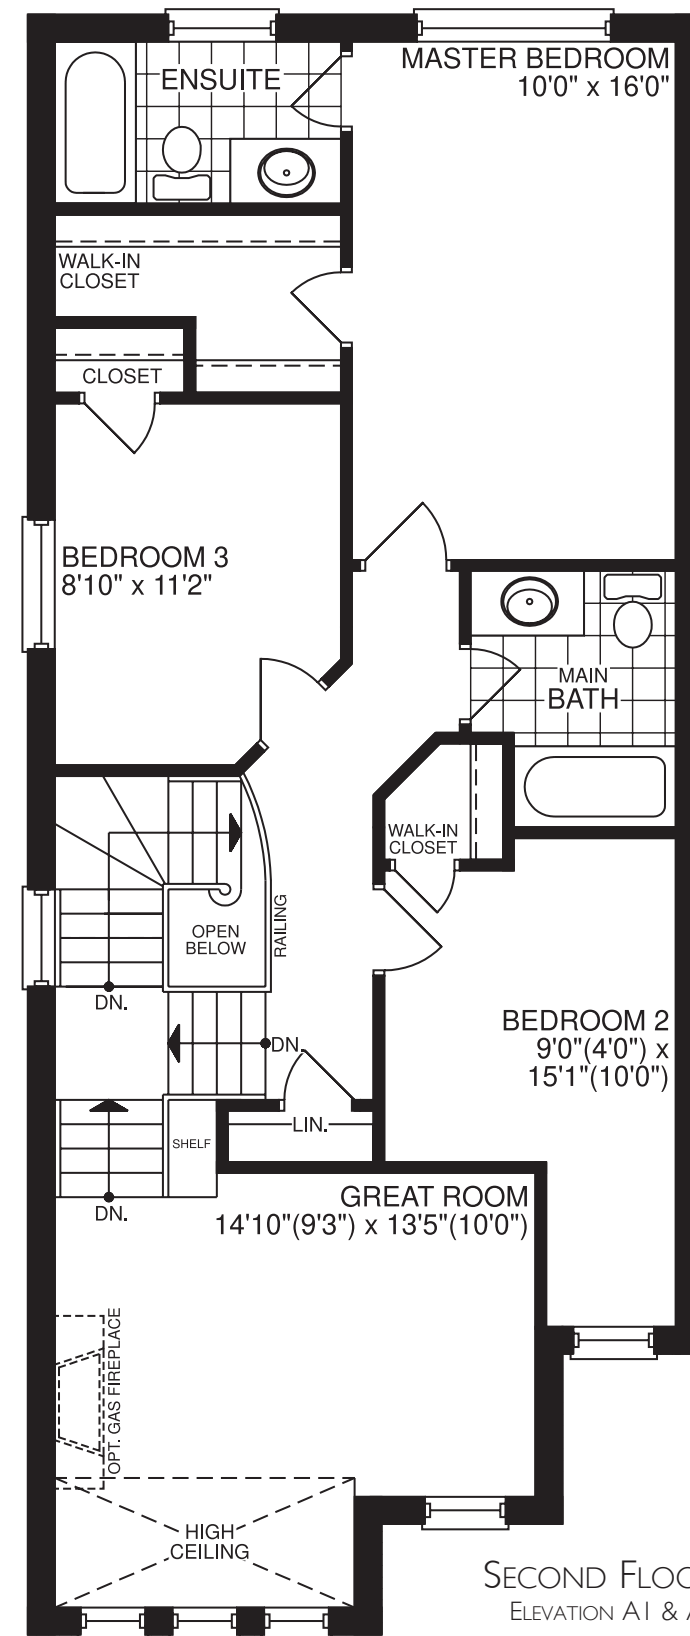 ENSUITE
MASTER BEDROOM
10'0" x 16'0"
WALK-IN
CLOSET
CLOSET
BEDROOM 3
8'10" x 11'2"
MAIN
BATH
WALK-IN
CLOSET
OPEN
BELOW
RAILING
DN.
BEDROOM 2
9'0"(4'0") x
15'1"(10'0")
DN.
LIN.
SHELF
DN.
GREAT ROOM
14'10"(9'3") x 13'5"(10'0")
OPT. GAS FIREPLACE
HIGH
CEILING
SECOND
ELEVATION A1 &